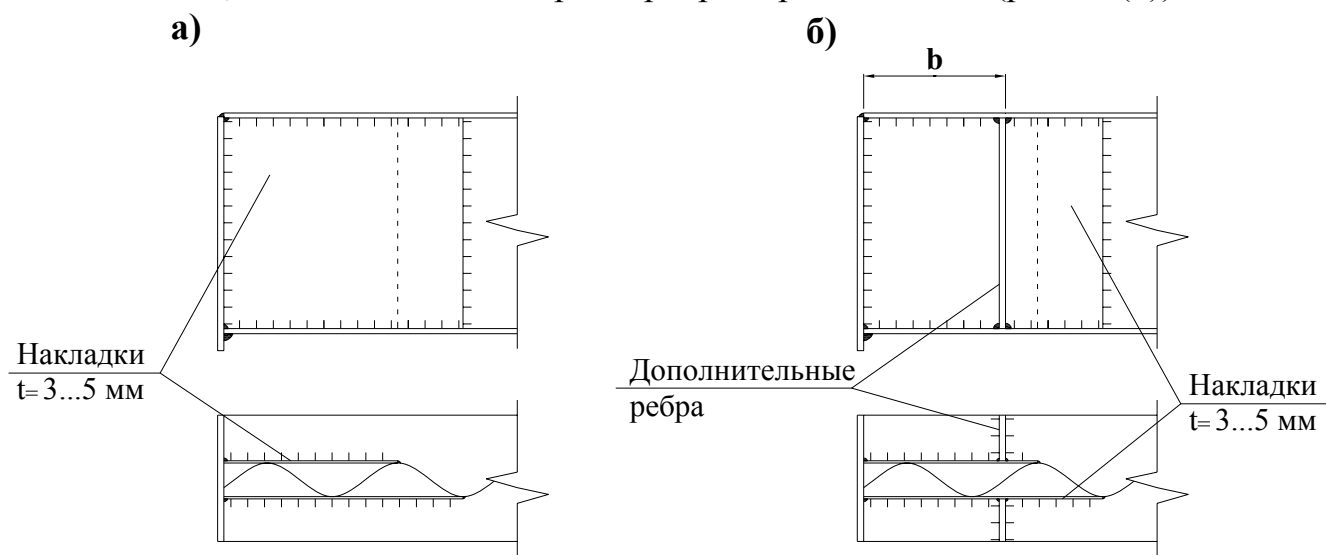 а)
б)
b
Накладки
t= 3...5 мм
Дополнительные
ребра
Накладки
t= 3...5 мм